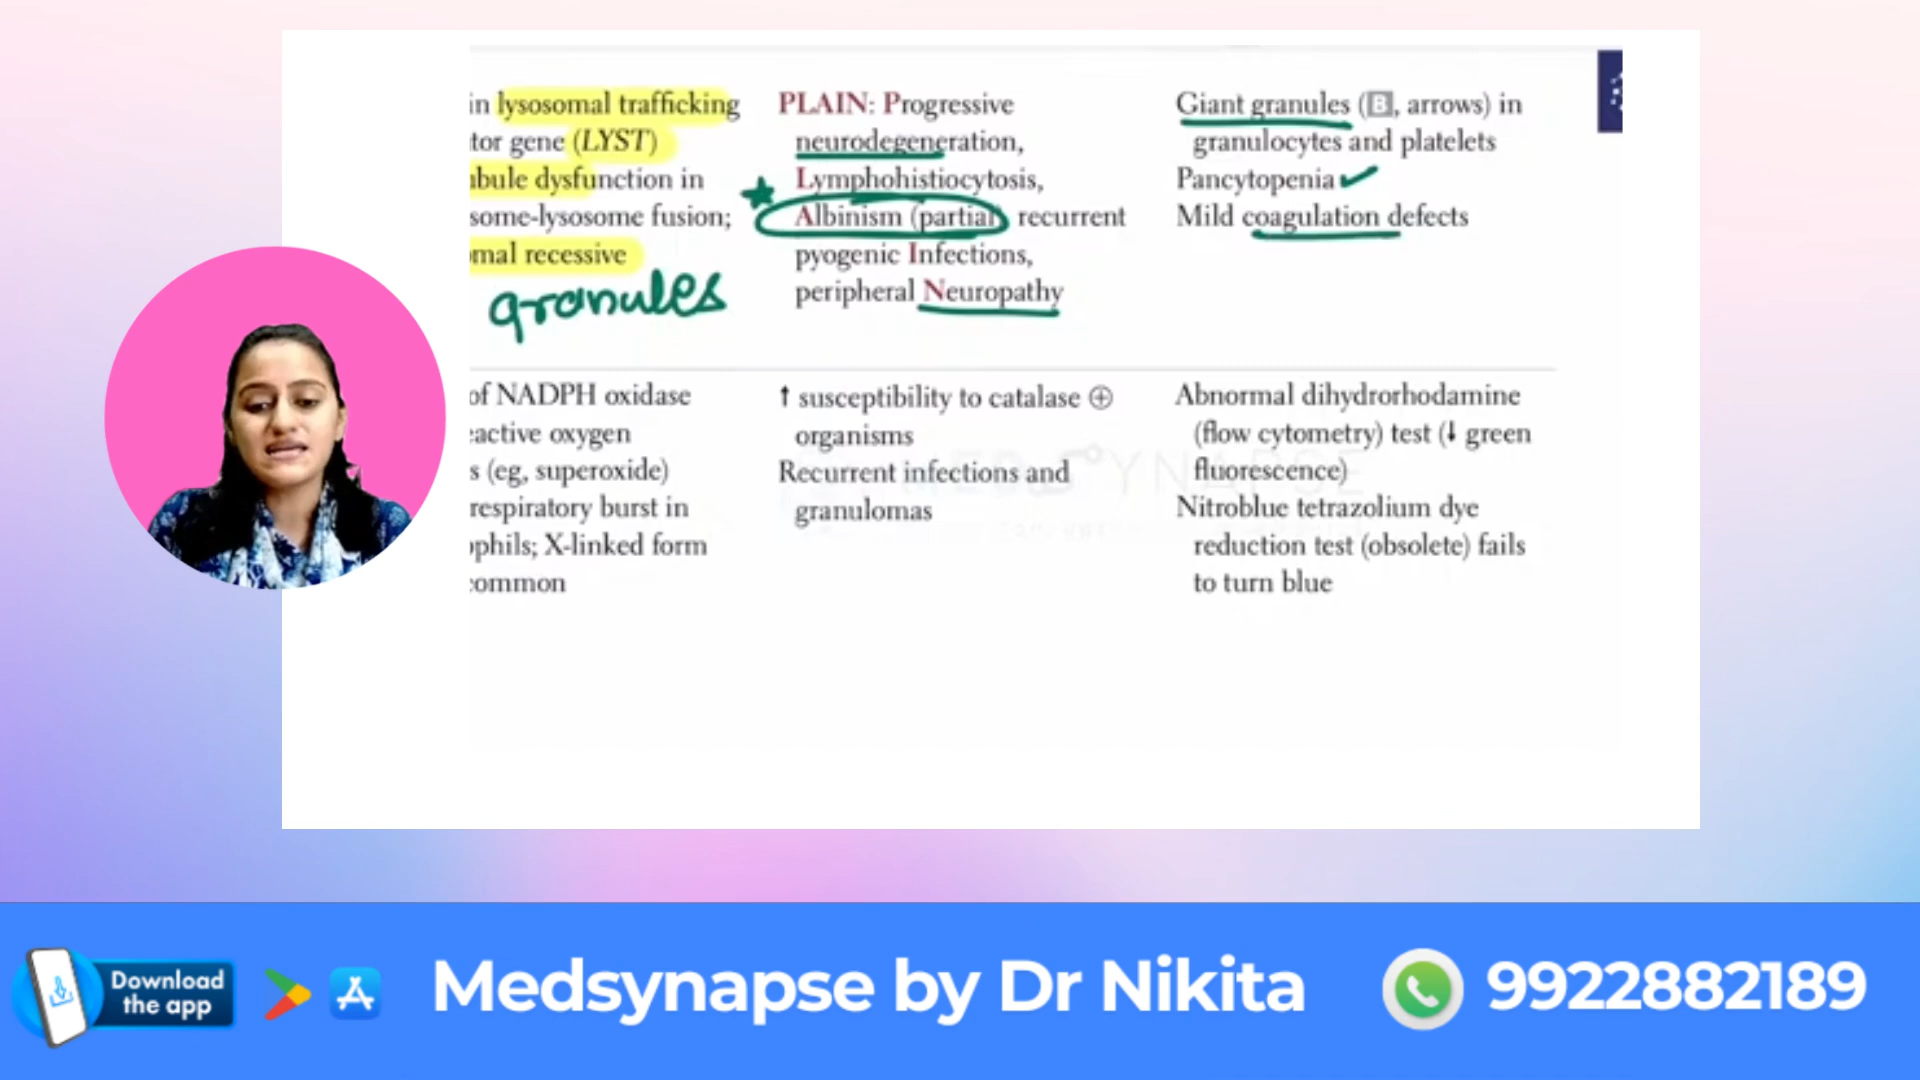 in lysosomal trafficking
tor gene (LYST)
bule dysfunction in
some-lysosome fusion;
mal recessive
granules
PLAIN: Progressive
neurodegeneration,
Lymphohistiocytosis,
Albinism (partial) recurrent
pyogenic Infections,
peripheral Neuropathy
Giant granules (B, arrows) in
granulocytes and platelets
Pancytopenia
Mild coagulation defects
of NADPH oxidase
eactive oxygen
s (eg, superoxide)
respiratory burst in
ophils; X-linked form
common
↑ susceptibility to catalase ⊕
organisms
Recurrent infections and
granulomas
Abnormal dihydrorhodamine
(flow cytometry) test (↓ green
fluorescence)
Nitroblue tetrazolium dye
reduction test (obsolete) fails
to turn blue
Download
the app
Medsynapse by Dr Nikita
9922882189